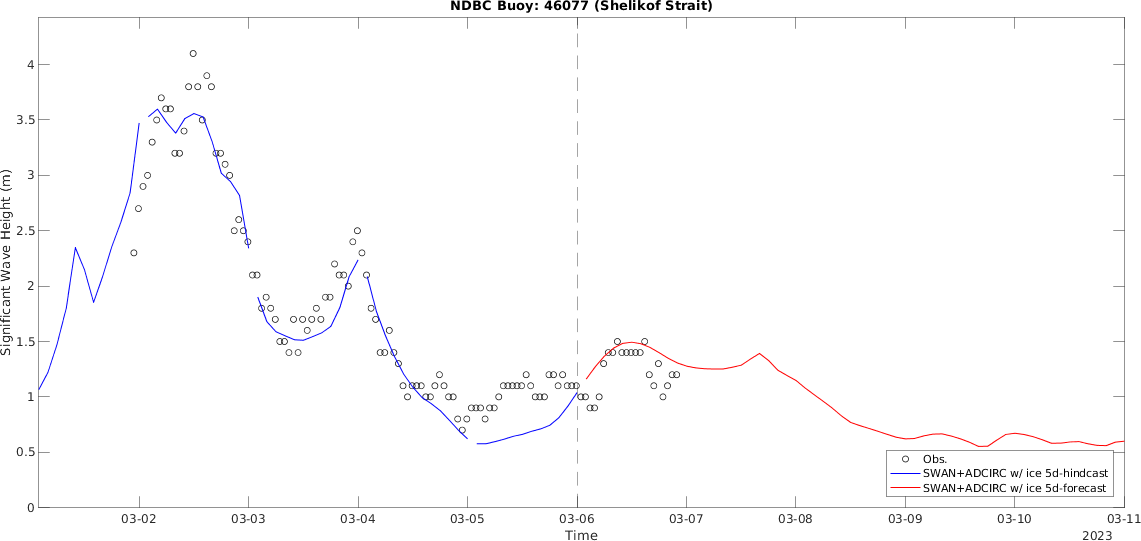 NDBC Buoy: 46077 (Shelikof Strait)
Significant Wave Height (m)
4
3.5
3
2.5
2
1.5
1
0.5
0
03-02 03-03 03-04 03-05 03-06 03-07 03-08 03-09 03-10 03-11
Time
2023
Obs.
SWAN+ADCIRC w/ ice 5d-hindcast
SWAN+ADCIRC w/ ice 5d-forecast